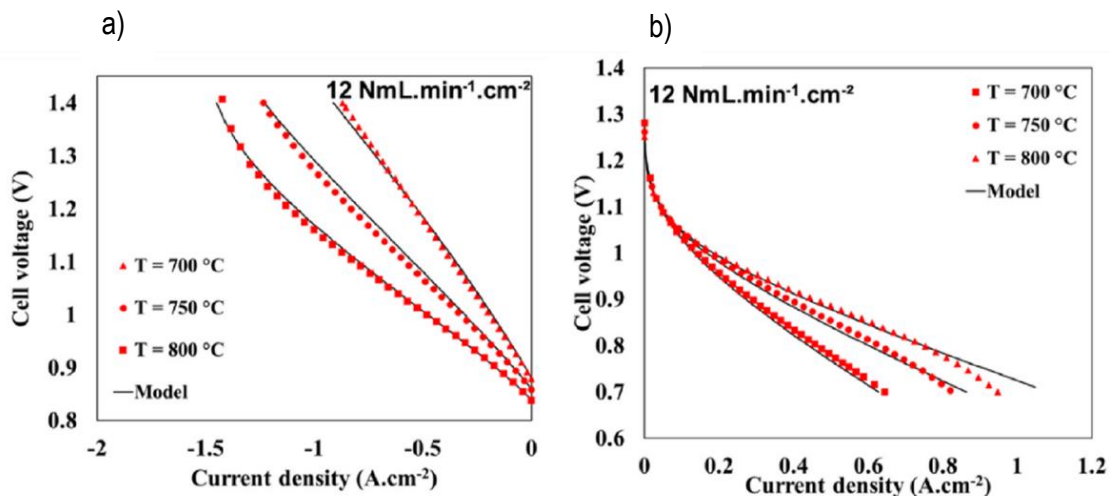 a)
12 NmL.min-1.cm-2
1.4
1.3
1.2
1.1
1
0.9
0.8
Cell voltage (V)
T = 700 °C
T = 750 °C
T = 800 °C
Model
-2
-1.5
-1
-0.5
0
Current density (A.cm-2)
b)
12 NmL.min-1.cm-2
1.4
1.3
1.2
1.1
1
0.9
0.8
0.7
0.6
Cell voltage (V)
T = 700 °C
T = 750 °C
T = 800 °C
Model
0
0.2
0.4
0.6
0.8
1
1.2
Current density (A.cm-2)